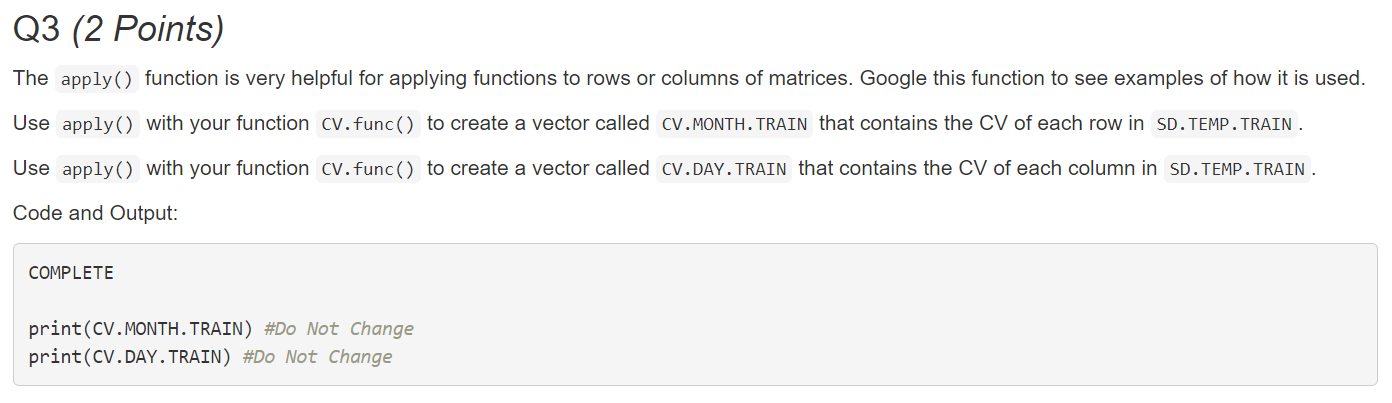 Q3 (2 Points)
The apply() function is very helpful for applying functions to rows or columns of matrices. Google this function to see examples of how it is used.
Use apply() with your function CV.func() to create a vector called CV.MONTH.TRAIN that contains the CV of each row in SD.TEMP.TRAIN.
Use apply() with your function CV.func() to create a vector called CV.DAY.TRAIN that contains the CV of each column in SD.TEMP.TRAIN.
Code and Output:
COMPLETE
print(CV.MONTH.TRAIN) #Do Not Change
print(CV.DAY.TRAIN) #Do Not Change